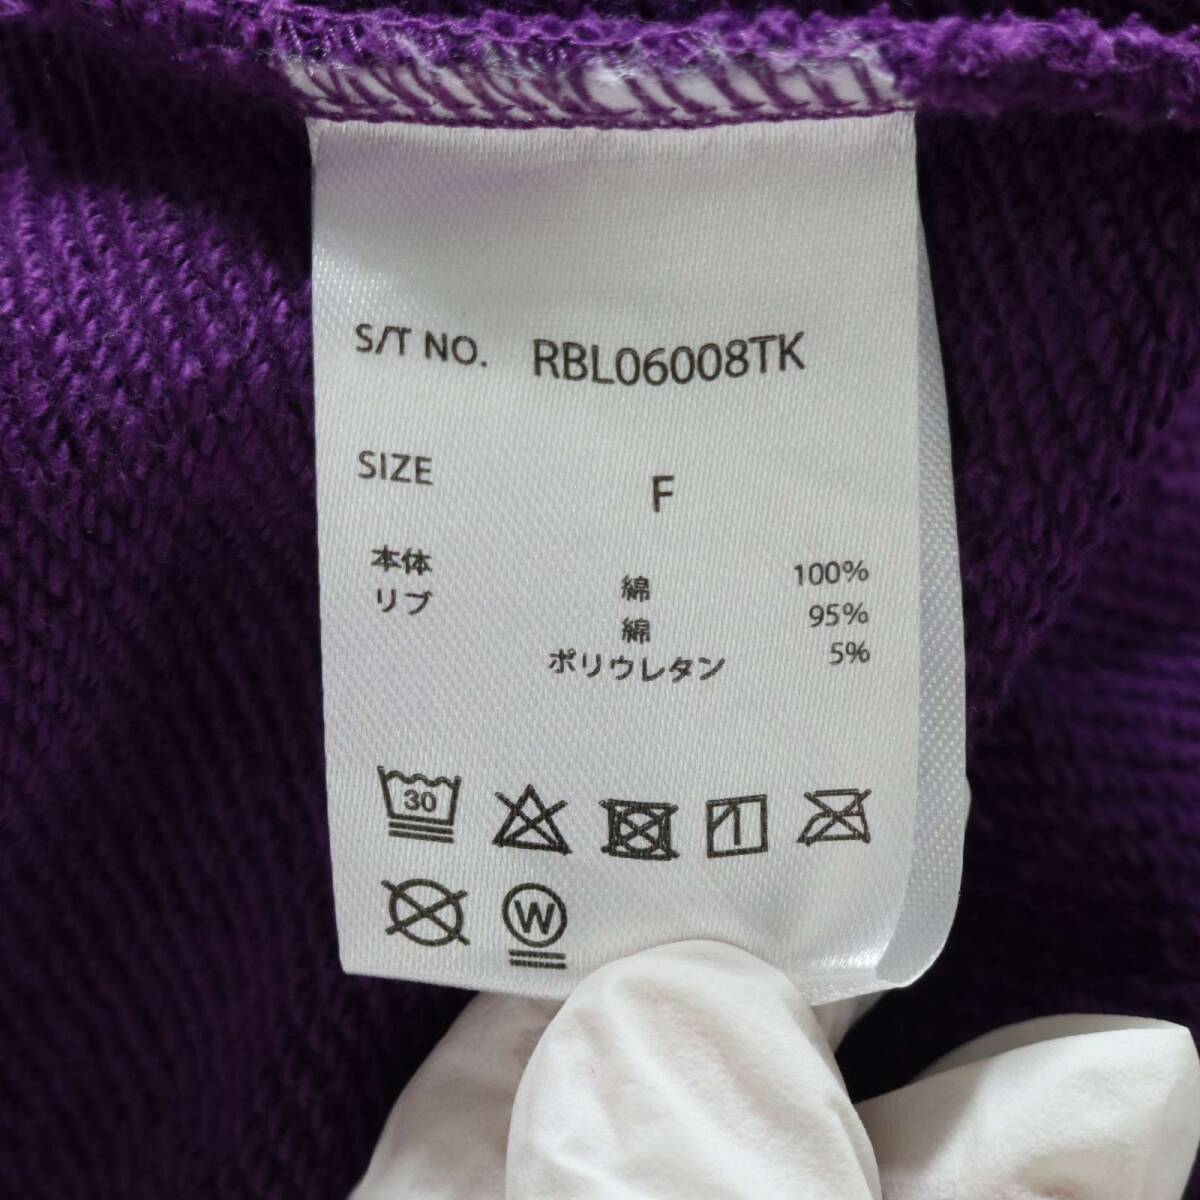 S/T NO. RBL06008TK
SIZE F
本体 綿 100%
リブ 綿 95%
ポリウレタン 5%
30
W